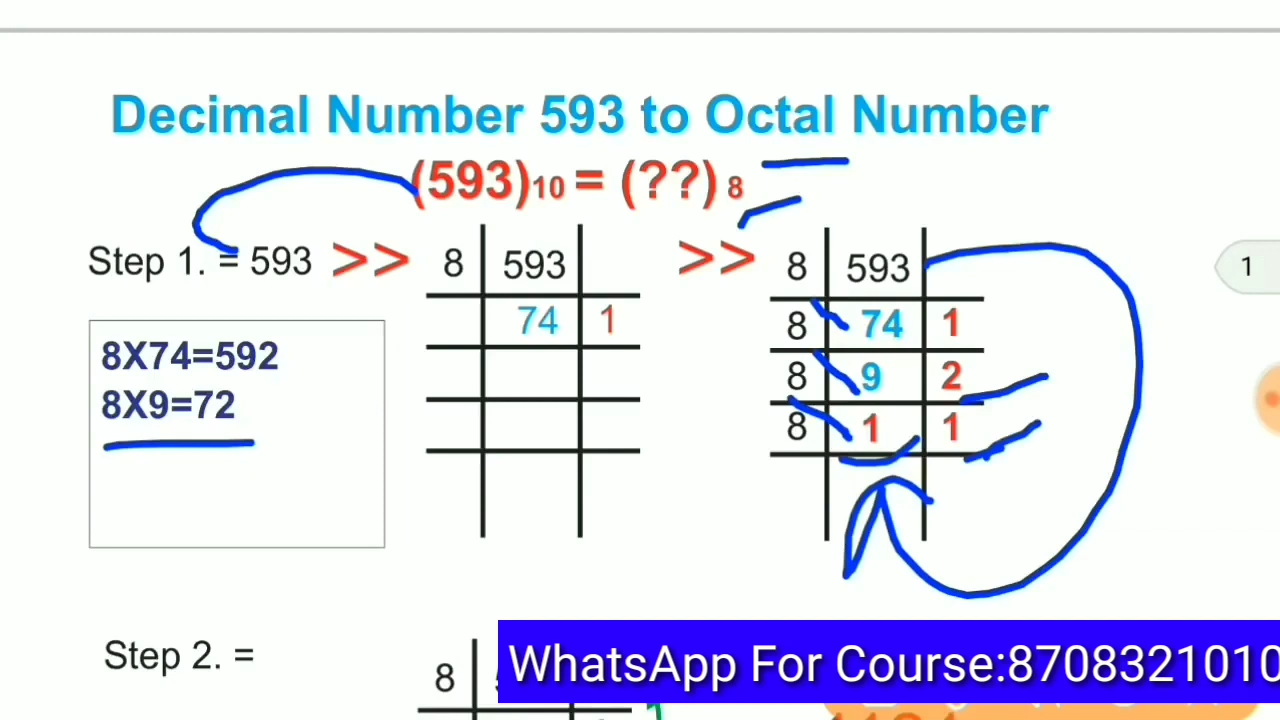 Decimal Number 593 to Octal Number
(593)10 = (??) 8
Step 1. = 593 >> 8 593 >> 8 593
74 1
8 74 1
8 9 2
8 1 1
8X74=592
8X9=72
1
Step 2. =
8
WhatsApp For Course:8708321010